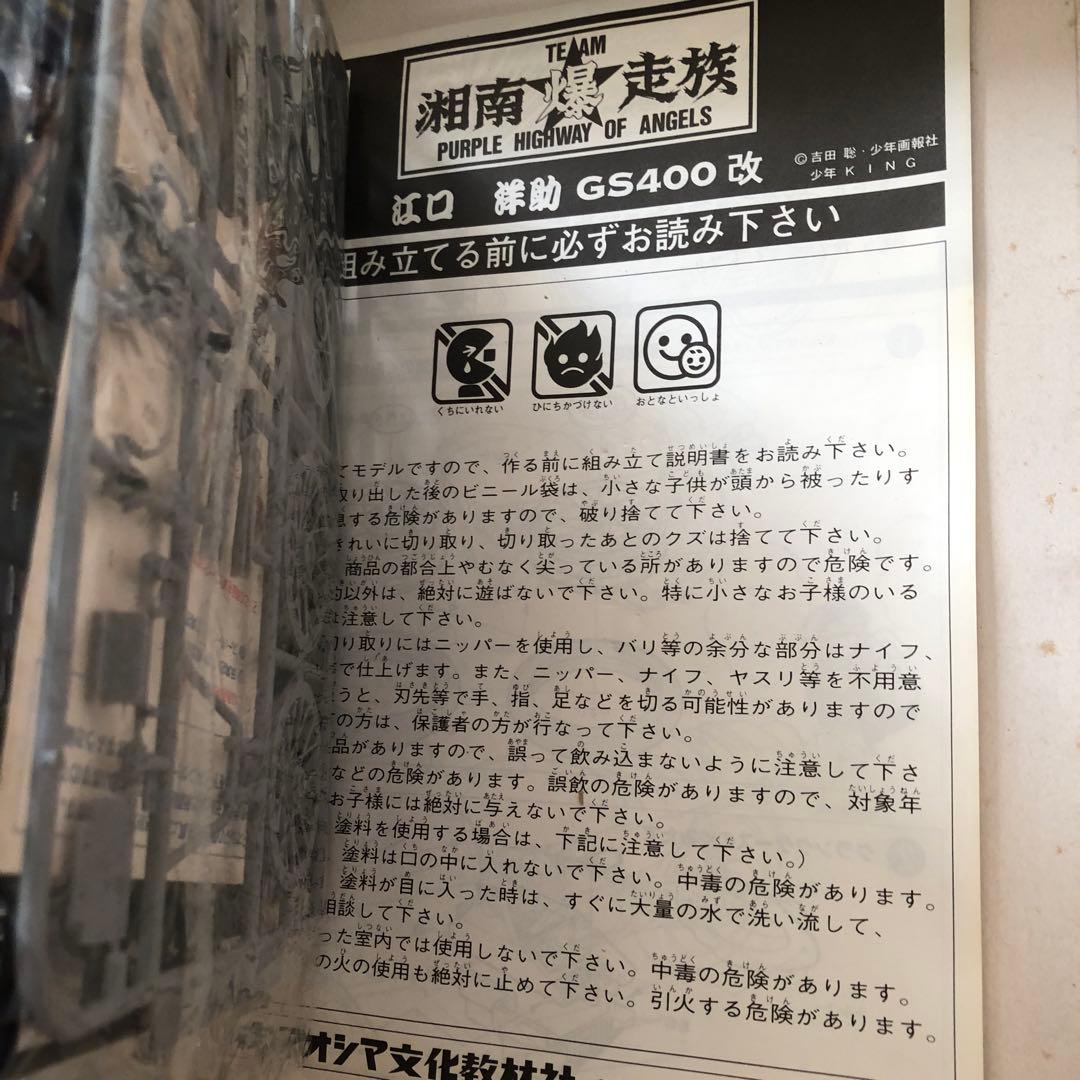 TEAM
湘南爆走族
PURPLE HIGHWAY OF ANGELS
江口 洋助 GS400改
©吉田 聡・少年画報社
少年 KING
組み立てる前に必ずお読み下さい
くちにいれない
ひにちかづけない
おとなといっしょ
てモデルですので、作る前に組み立て説明書をお読み下さい。
取り出した後のビニール袋は、小さな子供が頭から被ったりす
息する危険がありますので、破り捨てて下さい。
きれいに切り取り、切り取ったあとのクズは捨てて下さい。
商品の都合上やむなく尖っている所がありますので危険です。
的以外は、絶対に遊ばないで下さい。特に小さなお子様のいる
は注意して下さい。
切り取りにはニッパーを使用し、バリ等の余分な部分はナイフ、
で仕上げます。また、ニッパー、ナイフ、ヤスリ等を不用意
うと、刃先等で手、指、足などを切る可能性がありますので
の方は、保護者の方が行なって下さい。
品がありますので、誤って飲み込まないように注意して下さ
などの危険があります。誤飲の危険がありますので、対象年
お子様には絶対に与えないで下さい。
塗料を使用する場合は、下記に注意して下さい。)
塗料は口の中に入れないで下さい。中毒の危険があります。
塗料が目に入った時は、すぐに大量の水で洗い流して、
相談して下さい。
った室内では使用しないで下さい。中毒の危険があります。
の火の使用も絶対に止めて下さい。引火する危険があります。
オシマ文化教材社